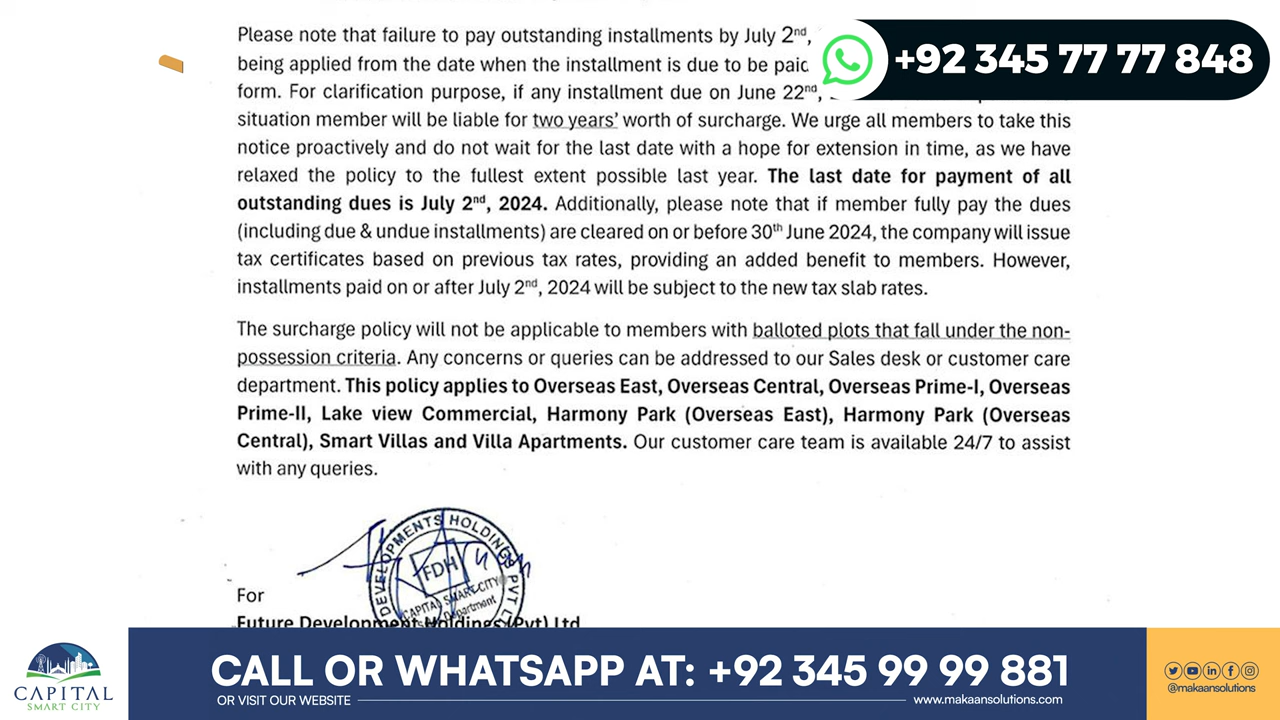 Please note that failure to pay outstanding installments by July 2nd,
being applied from the date when the installment is due to be paid
form. For clarification purpose, if any installment due on June 22nd,
situation member will be liable for two years' worth of surcharge. We urge all members to take this
notice proactively and do not wait for the last date with a hope for extension in time, as we have
relaxed the policy to the fullest extent possible last year. The last date for payment of all
outstanding dues is July 2nd, 2024. Additionally, please note that if member fully pay the dues
(including due & undue installments) are cleared on or before 30th June 2024, the company will issue
tax certificates based on previous tax rates, providing an added benefit to members. However,
installments paid on or after July 2nd, 2024 will be subject to the new tax slab rates.
The surcharge policy will not be applicable to members with balloted plots that fall under the non-
possession criteria. Any concerns or queries can be addressed to our Sales desk or customer care
department. This policy applies to Overseas East, Overseas Central, Overseas Prime-I, Overseas
Prime-II, Lake view Commercial, Harmony Park (Overseas East), Harmony Park (Overseas
Central), Smart Villas and Villa Apartments. Our customer care team is available 24/7 to assist
with any queries.
+92 345 77 77 848
DEVELOPMENTS HOLDINGS PVT
FDH
CAPITAL SMART CITY
Department
For
Future Development Holdings (Pvt) Ltd
CAPITAL
SMART CITY
CALL OR WHATSAPP AT: +92 345 99 99 881
OR VISIT OUR WEBSITE
www.makaansolutions.com
@makaansolutions